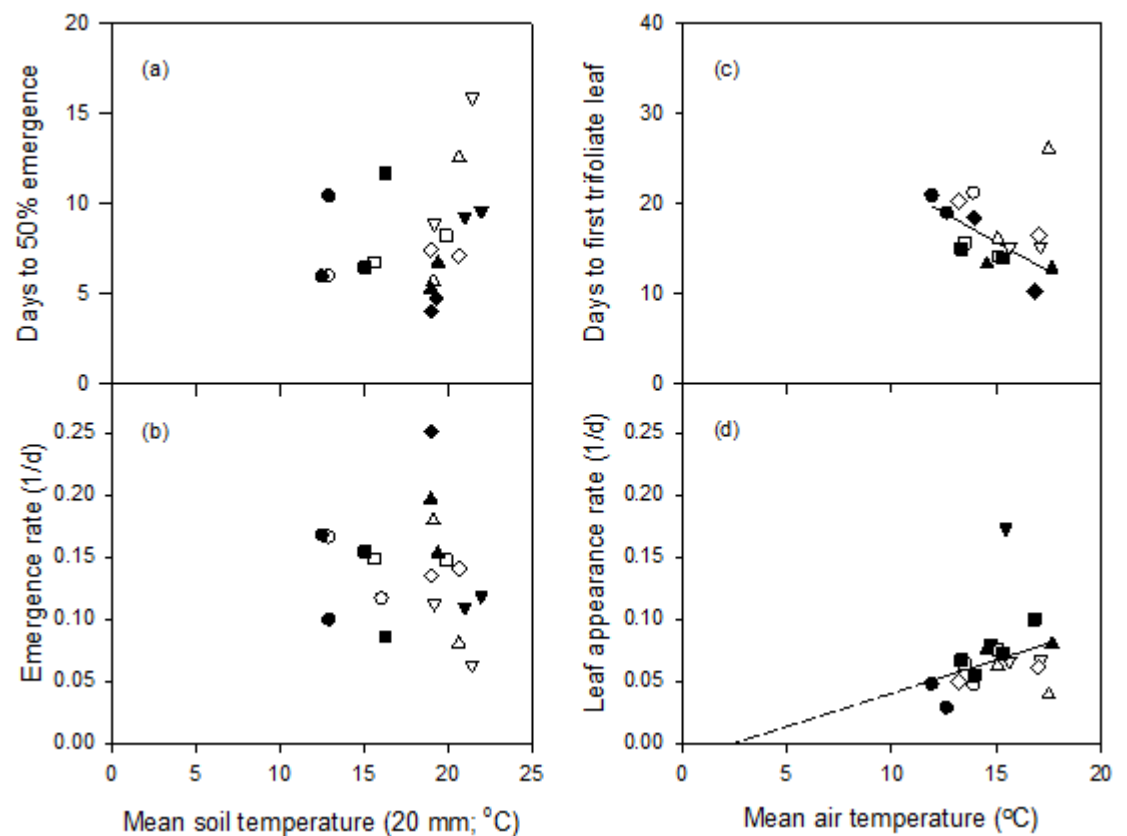 20
15
10
5
0
Days to 50% emergence
(a)
40
30
20
10
0
Days to first trifoliate leaf
(c)
0.25
0.20
0.15
0.10
0.05
0.00
Emergence rate (1/d)
(b)
0 5 10 15 20 25
Mean soil temperature (20 mm; °C)
0.25
0.20
0.15
0.10
0.05
0.00
Leaf appearance rate (1/d)
(d)
0 5 10 15 20
Mean air temperature (°C)